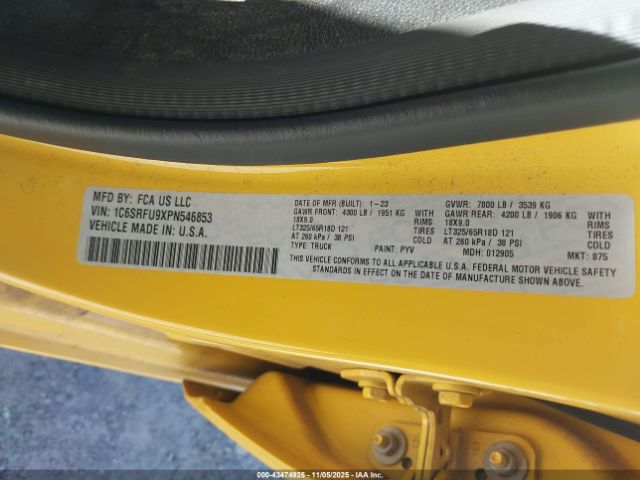 MFD BY: FCA US LLC
VIN: 1C6SRFU9XPN546853
VEHICLE MADE IN: U.S.A.
DATE OF MFR (BUILT): 1-23
GVWR: 7800 LB / 3539 KG
GAWR FRONT: 4300 LB / 1951 KG WITH
GAWR REAR: 4200 LB / 1906 KG WITH
18X9.0 RIMS
18X9.0 RIMS
LT325/65R18D 121 TIRES
LT325/65R18D 121 TIRES
AT 260 kPa / 38 PSI COLD
AT 260 kPa / 38 PSI COLD
TYPE: TRUCK PAINT: PYV MDH: 012905 MKT: 875
THIS VEHICLE CONFORMS TO ALL APPLICABLE U.S.A. FEDERAL MOTOR VEHICLE SAFETY
STANDARDS IN EFFECT ON THE DATE OF MANUFACTURE SHOWN ABOVE.
000-43474925 - 11/05/2025 - IAAI.COM